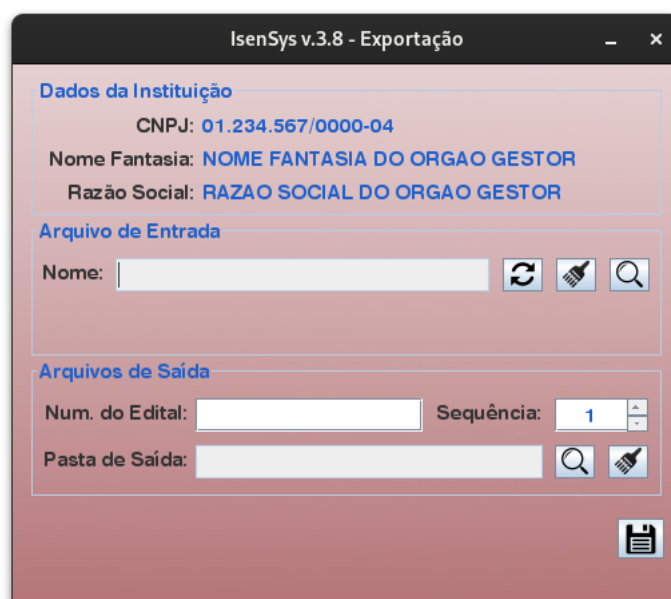 IsenSys v.3.8 - Exportação
Dados da Instituição
CNPJ: 01.234.567/0000-04
Nome Fantasia: NOME FANTASIA DO ORGAO GESTOR
Razão Social: RAZAO SOCIAL DO ORGAO GESTOR
Arquivo de Entrada
Nome:
Arquivos de Saída
Num. do Edital: Sequência: 1
Pasta de Saída: